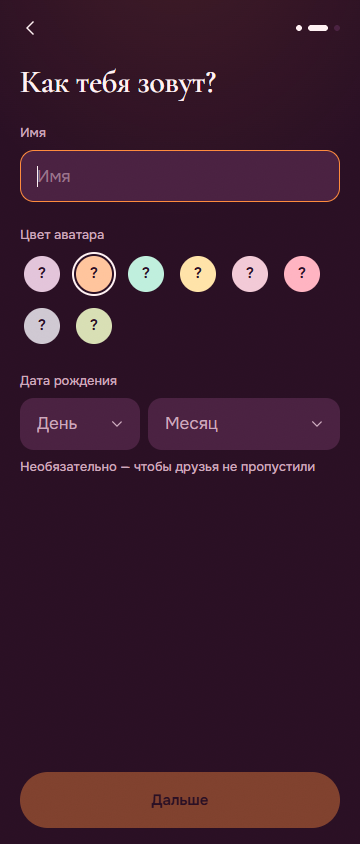 Как тебя зовут?
Имя
Имя
Цвет аватара
? ? ? ? ? ?
? ?
Дата рождения
День Месяц
Необязательно — чтобы друзья не пропустили
Дальше